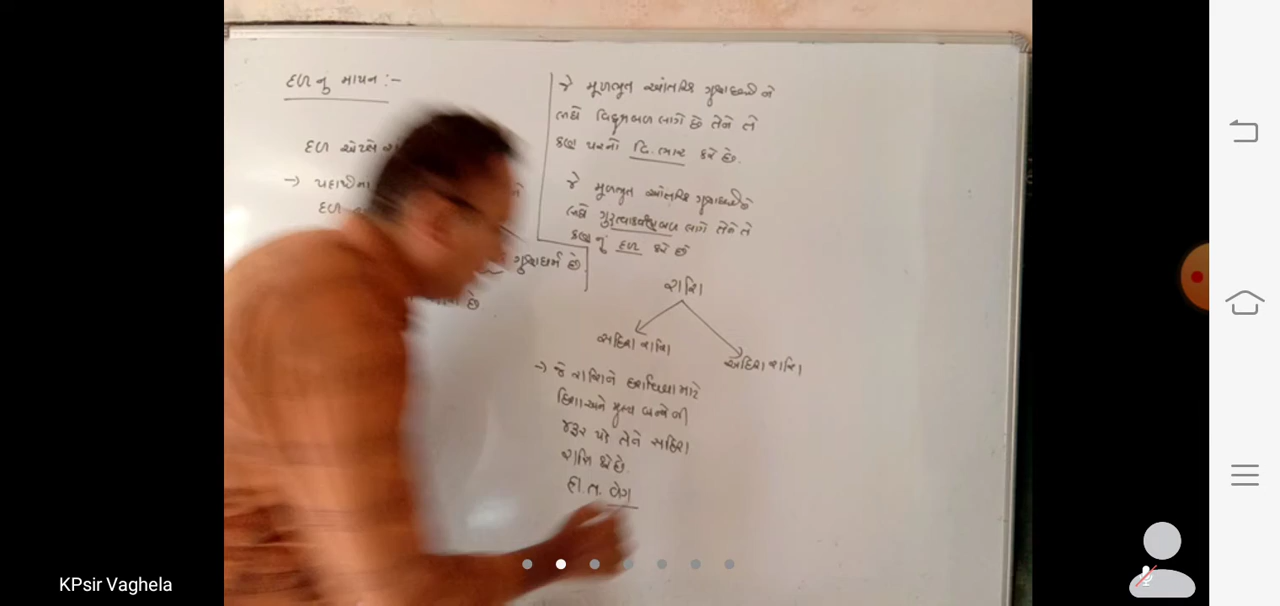 દળનું માપન :-
દળ એટલે
→ પદાર્થના
દળ
ગુણધર્મ છે.
છે
જે મૂળભૂત આંતરિક ગુણધર્મને
લીધે વિદ્યુતબળ લાગે છે તેને તે
કણ પરનો વિ.ભાર કહે છે.
જે મૂળભૂત આંતરિક ગુણધર્મને
લીધે ગુરુત્વાકર્ષણબળ લાગે તેને તે
કણનું દળ કહે છે
રાશિ
સદિશ રાશિ
અદિશ રાશિ
→ જે રાશિને દર્શાવવા માટે
દિશા અને મૂલ્ય બન્નેની
જરૂર પડે તેને સદિશ
રાશિ કહે છે.
દા.ત. વેગ
KPsir Vaghela